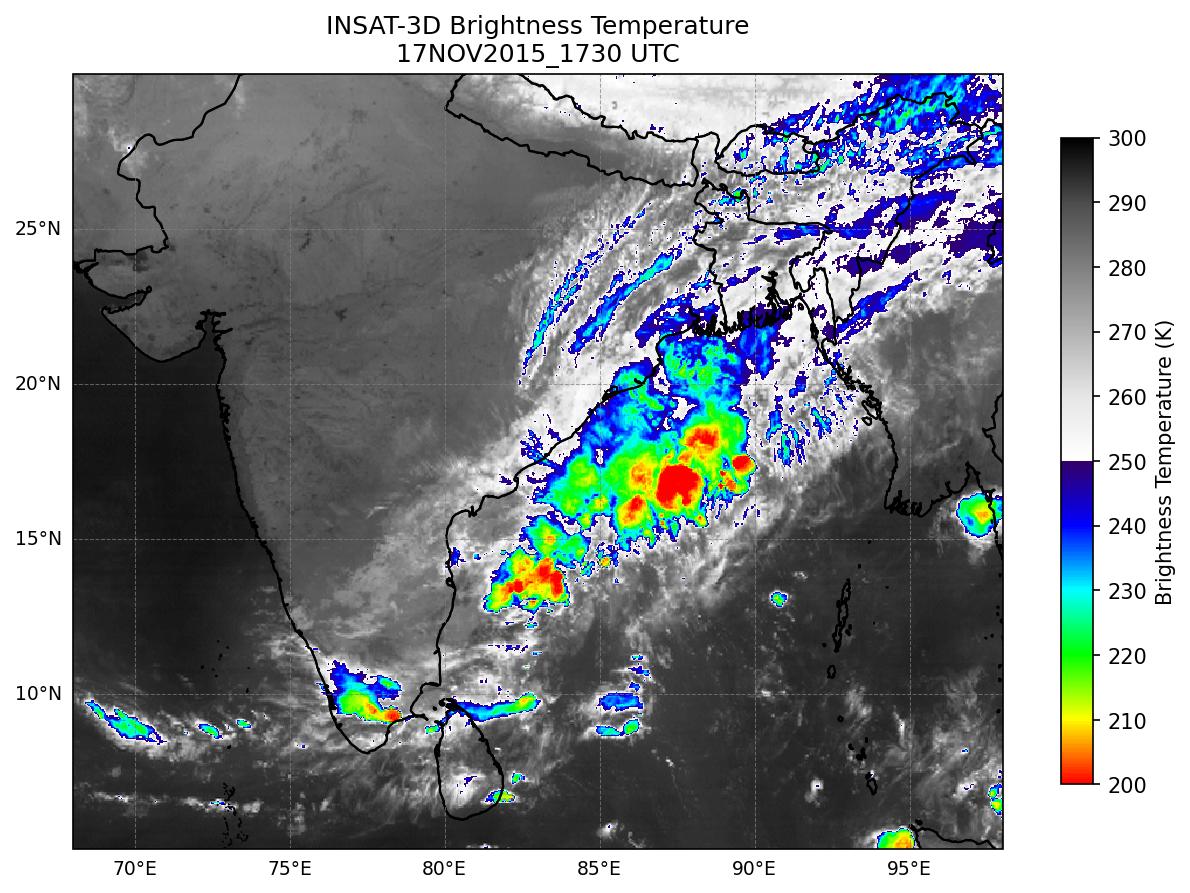 INSAT-3D Brightness Temperature
17NOV2015_1730 UTC
25°N
20°N
15°N
10°N
70°E
75°E
80°E
85°E
90°E
95°E
300
290
280
270
260
250
240
230
220
210
200
Brightness Temperature (K)